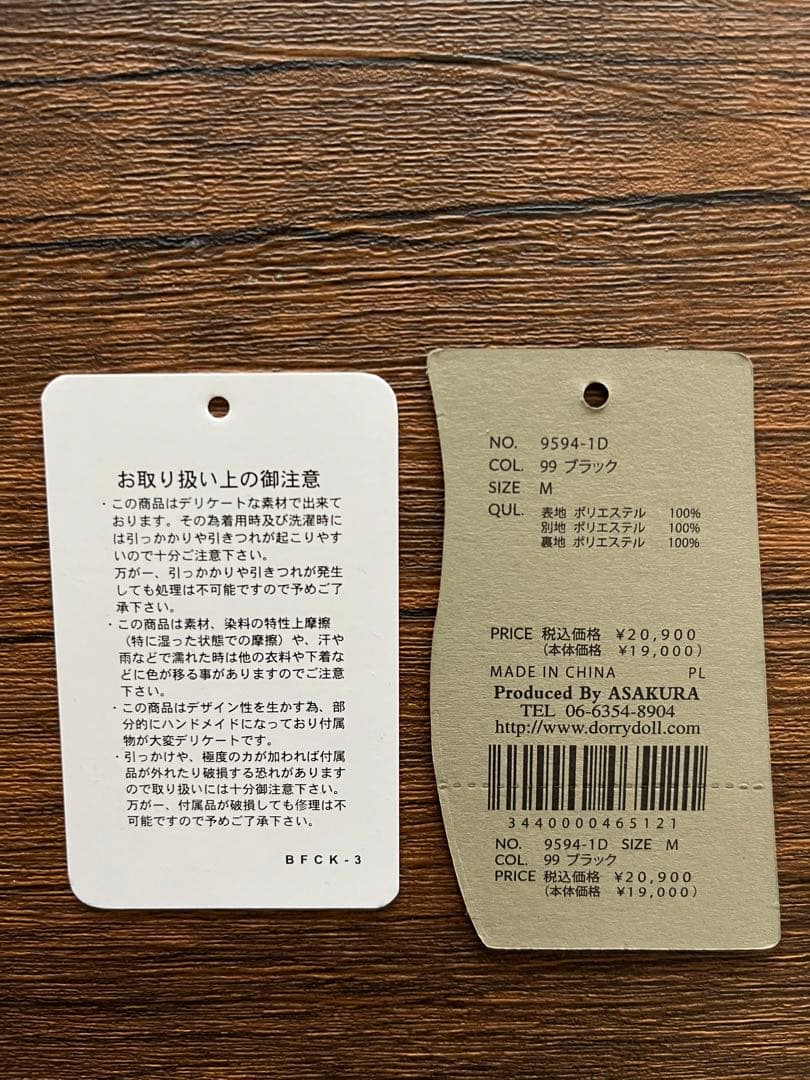 お取り扱い上の御注意
・この商品はデリケートな素材で出来て
おります。その為着用時及び洗濯時に
は引っかかりや引きつれが起こりやす
いので十分ご注意下さい。
万が一、引っかかりや引きつれが発生
しても処理は不可能ですので予めご了
承下さい。
・この商品は素材、染料の特性上摩擦
（特に湿った状態での摩擦）や、汗や
雨などで濡れた時は他の衣料や下着な
どに色が移る事がありますのでご注意
下さい。
・この商品はデザイン性を生かす為、部
分的にハンドメイドになっており付属
物が大変デリケートです。
・引っかけや、極度の力が加われば付属
品が外れたり破損する恐れがあります
ので取り扱いには十分御注意下さい。
万が一、付属品が破損しても修理は不
可能ですので予めご了承下さい。
BFCK-3
NO. 9594-1D
COL. 99 ブラック
SIZE M
QUL. 表地 ポリエステル 100%
別地 ポリエステル 100%
裏地 ポリエステル 100%
PRICE 税込価格 ¥20,900
(本体価格 ¥19,000)
MADE IN CHINA PL
Produced By ASAKURA
TEL 06-6354-8904
http://www.dorrydoll.com
3440000465121
NO. 9594-1D SIZE M
COL. 99 ブラック
PRICE 税込価格 ¥20,900
(本体価格 ¥19,000)